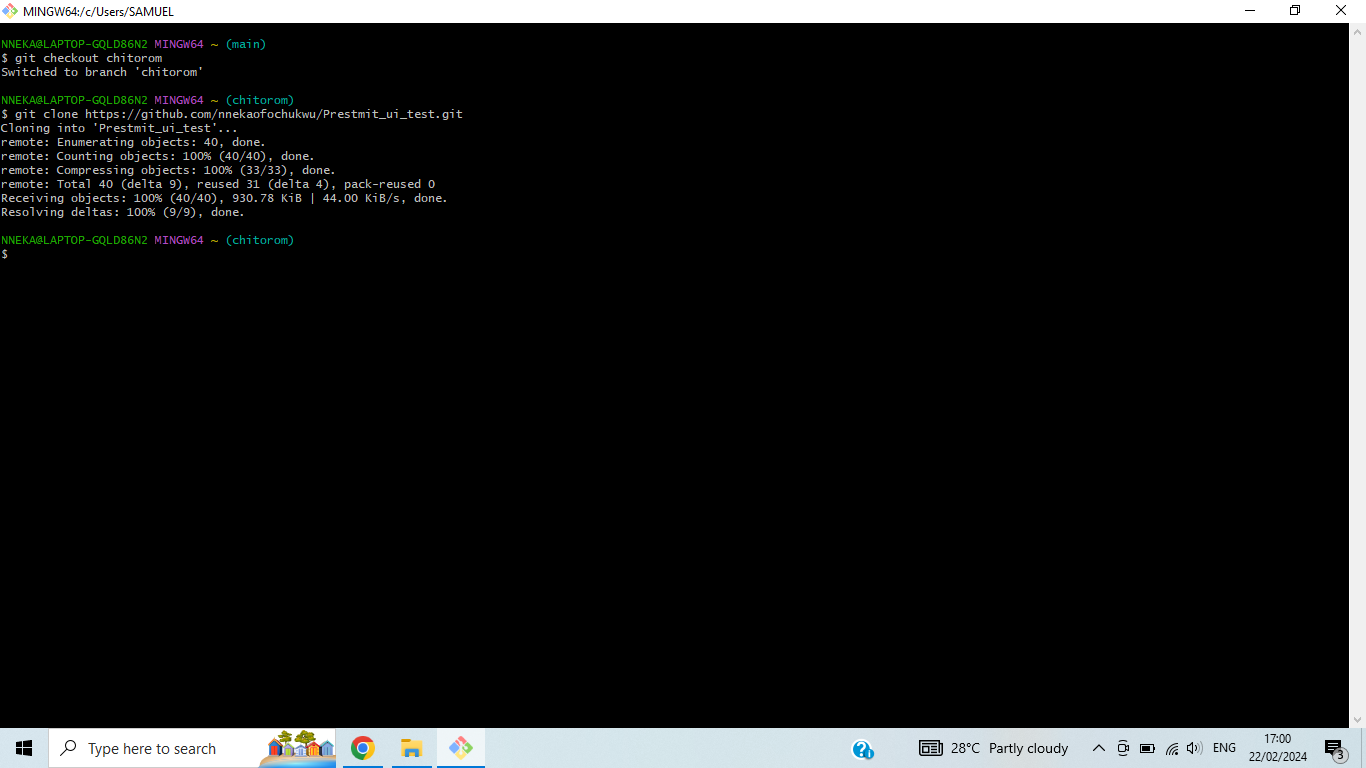 MINGW64:/c/Users/SAMUEL
NNEKA@LAPTOP-GQLD86N2 MINGW64 ~ (main)
$ git checkout chitorom
Switched to branch 'chitorom'
NNEKA@LAPTOP-GQLD86N2 MINGW64 ~ (chitorom)
$ git clone https://github.com/nnekaofochukwu/Prestmit_ui_test.git
Cloning into 'Prestmit_ui_test'...
remote: Enumerating objects: 40, done.
remote: Counting objects: 100% (40/40), done.
remote: Compressing objects: 100% (33/33), done.
remote: Total 40 (delta 9), reused 31 (delta 4), pack-reused 0
Receiving objects: 100% (40/40), 930.78 KiB | 44.00 KiB/s, done.
Resolving deltas: 100% (9/9), done.
NNEKA@LAPTOP-GQLD86N2 MINGW64 ~ (chitorom)
$
Type here to search
28°C Partly cloudy
ENG
17:00
22/02/2024
3